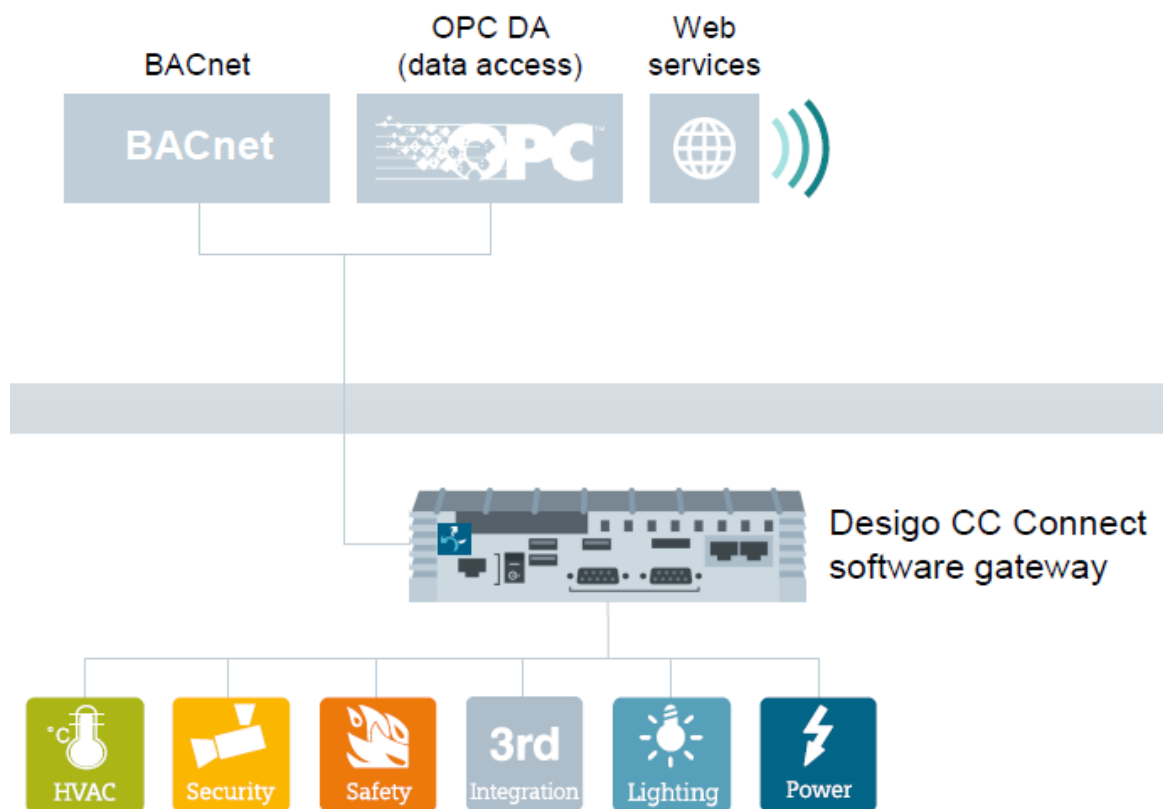 BACnet
OPC DA
(data access)
Web
services
BACnet
OPC™
Desigo CC Connect
software gateway
°C
HVAC
Security
Safety
3rd
Integration
Lighting
Power